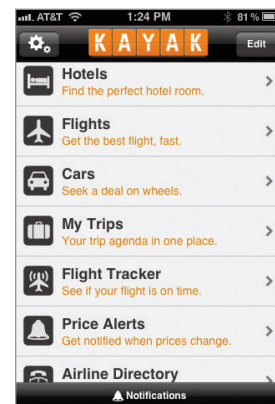 AT&T 1:24 PM 81%
KAYAK Edit
Hotels
Find the perfect hotel room.
Flights
Get the best flight, fast.
Cars
Seek a deal on wheels.
My Trips
Your trip agenda in one place.
Flight Tracker
See if your flight is on time.
Price Alerts
Get notified when prices change.
Airline Directory
Notifications